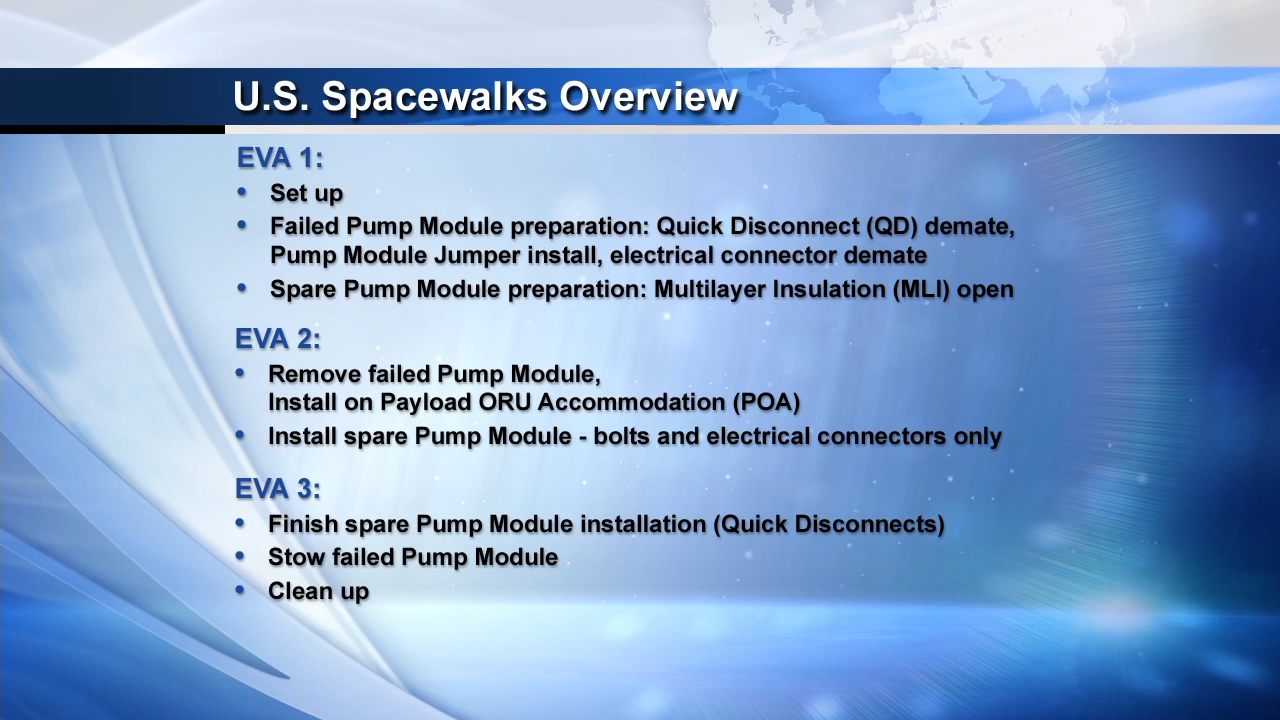 U.S. Spacewalks Overview
EVA 1:
• Set up
• Failed Pump Module preparation: Quick Disconnect (QD) demate,
Pump Module Jumper install, electrical connector demate
• Spare Pump Module preparation: Multilayer Insulation (MLI) open
EVA 2:
• Remove failed Pump Module,
Install on Payload ORU Accommodation (POA)
• Install spare Pump Module - bolts and electrical connectors only
EVA 3:
• Finish spare Pump Module installation (Quick Disconnects)
• Stow failed Pump Module
• Clean up